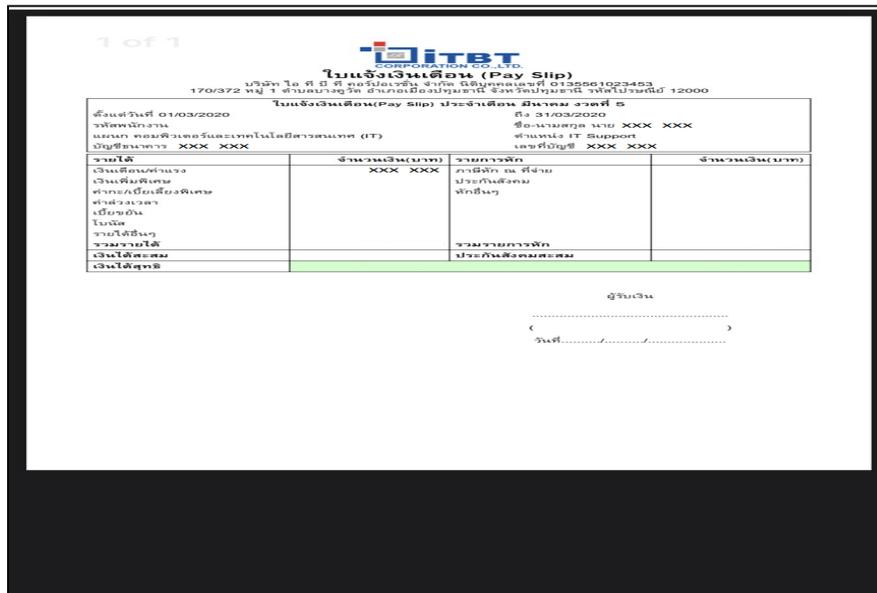 1 of 1
iTBT
CORPORATION CO.,LTD.
ใบแจ้งเงินเดือน (Pay Slip)
บริษัท ไอ ที บี ที คอร์ปอเรชั่น จำกัด นิติบุคคลเลขที่ 0135561023453
170/372 หมู่ 1 ตำบลบางคูวัด อำเภอเมืองปทุมธานี จังหวัดปทุมธานี รหัสไปรษณีย์ 12000
ใบแจ้งเงินเดือน(Pay Slip) ประจำเดือน มีนาคม งวดที่ 5
ตั้งแต่วันที่ 01/03/2020 ถึง 31/03/2020
รหัสพนักงาน ชื่อ-นามสกุล นาย XXX XXX
แผนก คอมพิวเตอร์และเทคโนโลยีสารสนเทศ (IT) ตำแหน่ง IT Support
บัญชีธนาคาร XXX XXX เลขที่บัญชี XXX XXX
รายได้ จำนวนเงิน(บาท) รายการหัก จำนวนเงิน(บาท)
เงินเดือน/ค่าแรง XXX XXX ภาษีหัก ณ ที่จ่าย
เงินเพิ่มพิเศษ ประกันสังคม
ค่ากะ/เบี้ยเลี้ยงพิเศษ หักอื่นๆ
ค่าล่วงเวลา
เบี้ยขยัน
โบนัส
รายได้อื่นๆ
รวมรายได้ รวมรายการหัก
เงินได้สะสม ประกันสังคมสะสม
เงินได้สุทธิ
ผู้รับเงิน
................................................
( )
วันที่........../........../...................